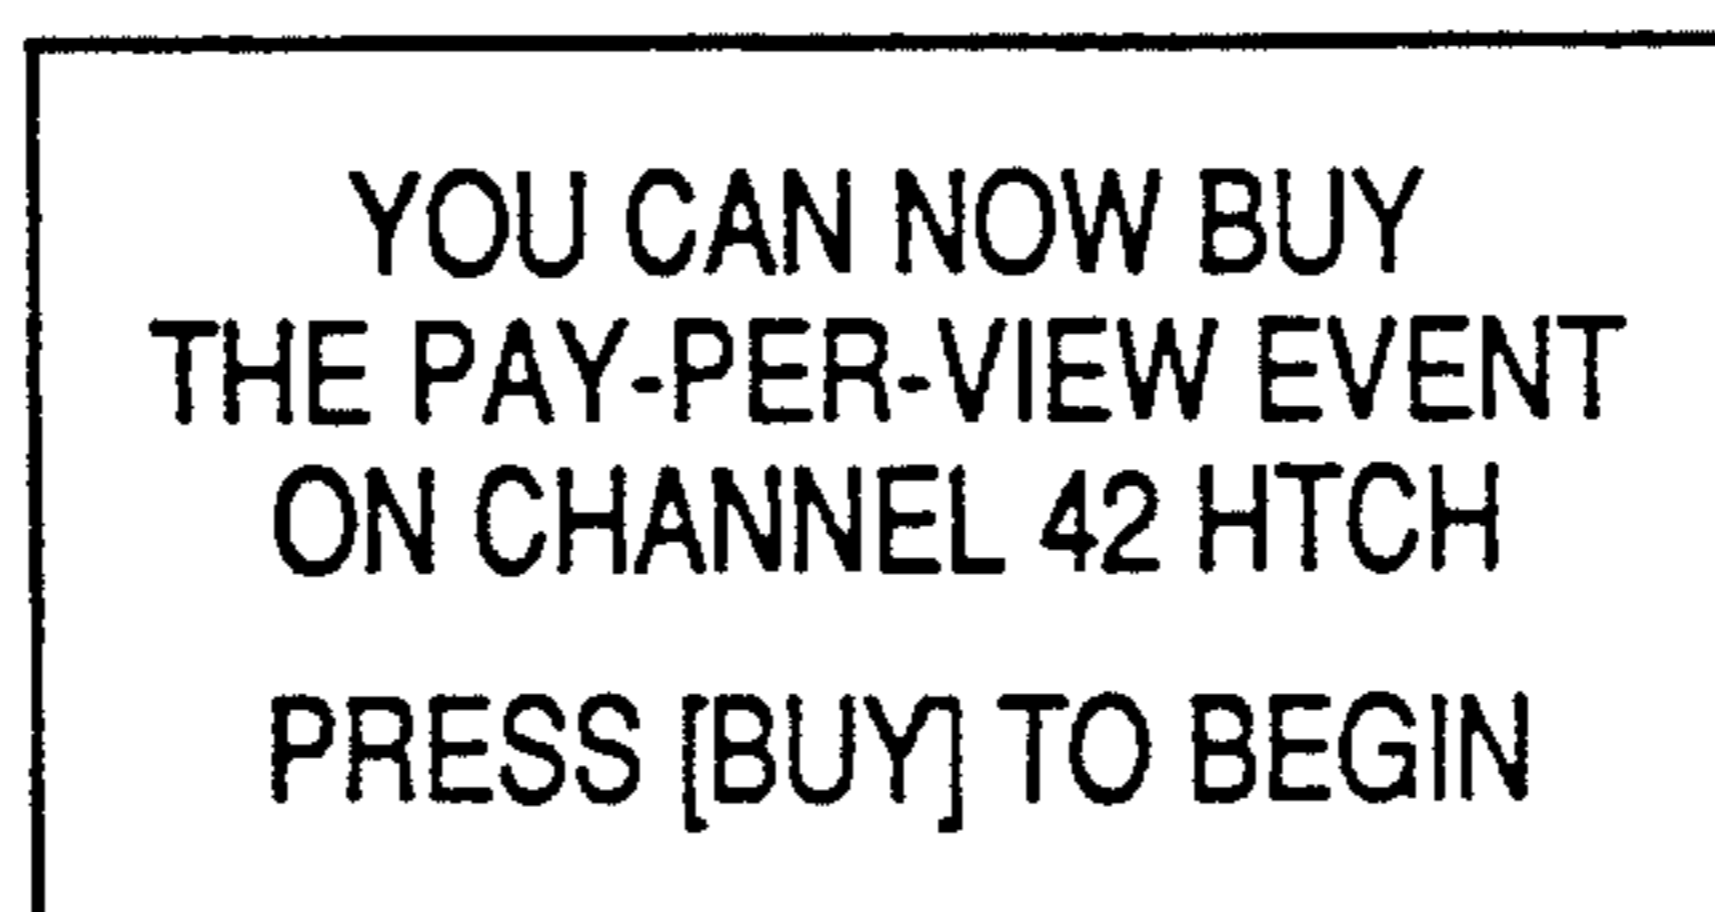 YOU CAN NOW BUY
THE PAY-PER-VIEW EVENT
ON CHANNEL 42 HTCH
PRESS [BUY] TO BEGIN